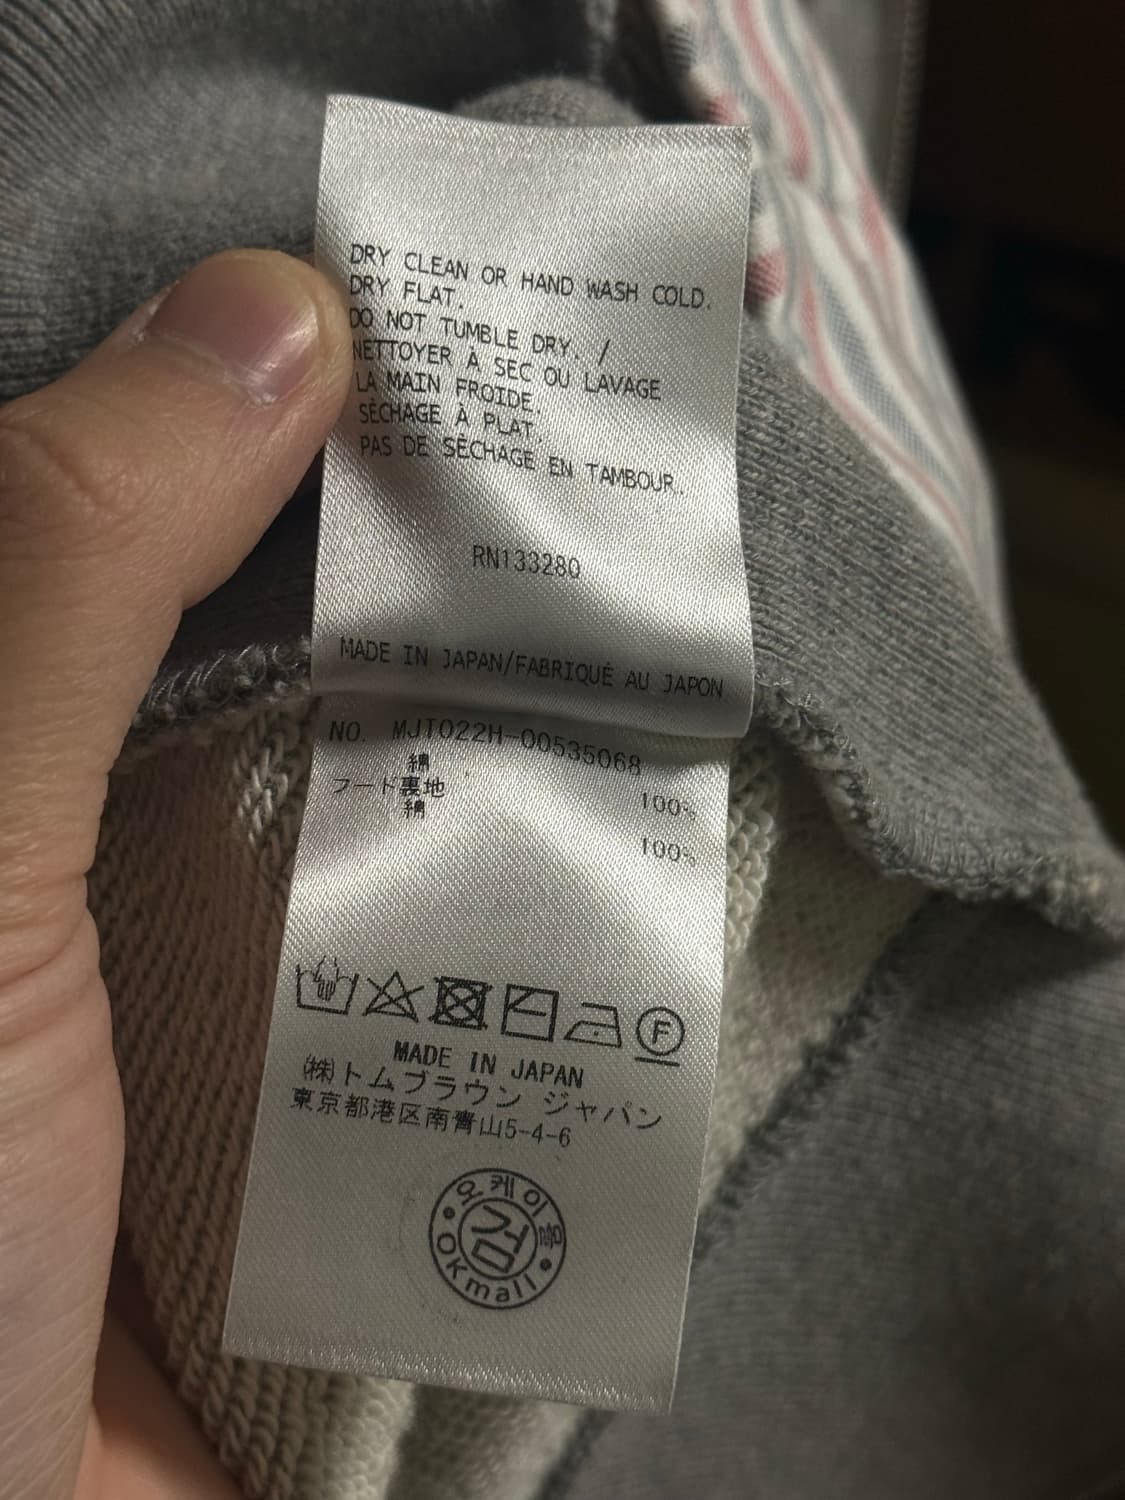 DRY CLEAN OR HAND WASH COLD.
DRY FLAT.
DO NOT TUMBLE DRY. /
NETTOYER À SEC OU LAVAGE
LA MAIN FROIDE.
SÈCHAGE À PLAT.
PAS DE SÈCHAGE EN TAMBOUR.
RN133280
MADE IN JAPAN/FABRIQUÉ AU JAPON
NO. MJT022H-00535068
綿 100%
フード裏地
綿 100%
F
MADE IN JAPAN
㈱トムブラウン ジャパン
東京都港区南青山5-4-6
오케이몰
검
OKmall